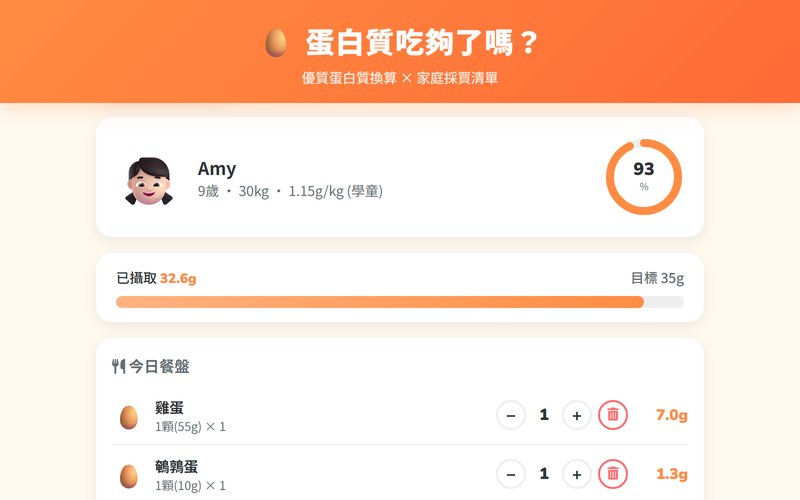 蛋白質吃夠了嗎？
優質蛋白質換算 × 家庭採買清單
Amy
9歲 • 30kg • 1.15g/kg (學童)
93
%
已攝取 32.6g
目標 35g
今日餐盤
雞蛋
1顆(55g) × 1
− 1 +
7.0g
鵪鶉蛋
1顆(10g) × 1
− 1 +
1.3g